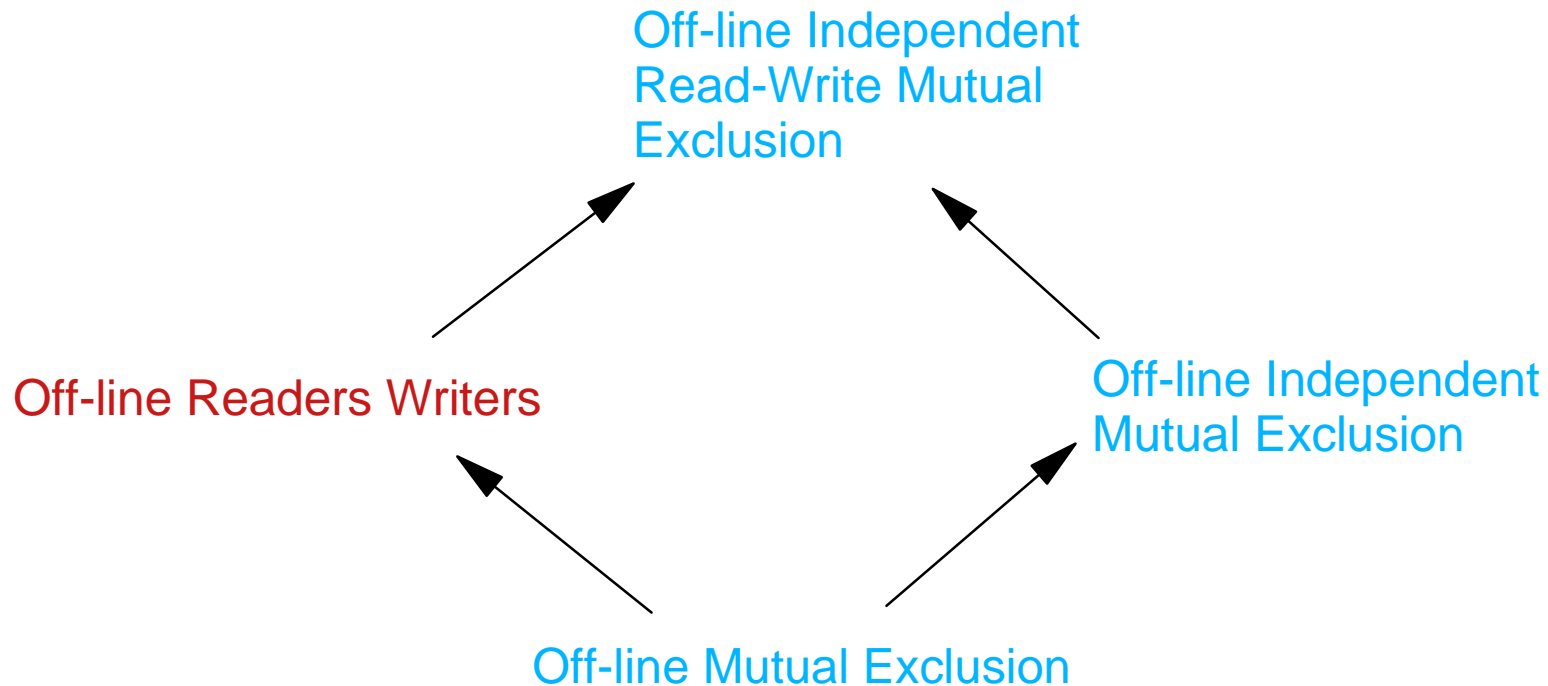 Off-line Independent
Read-Write Mutual
Exclusion
Off-line Readers Writers
Off-line Independent
Mutual Exclusion
Off-line Mutual Exclusion